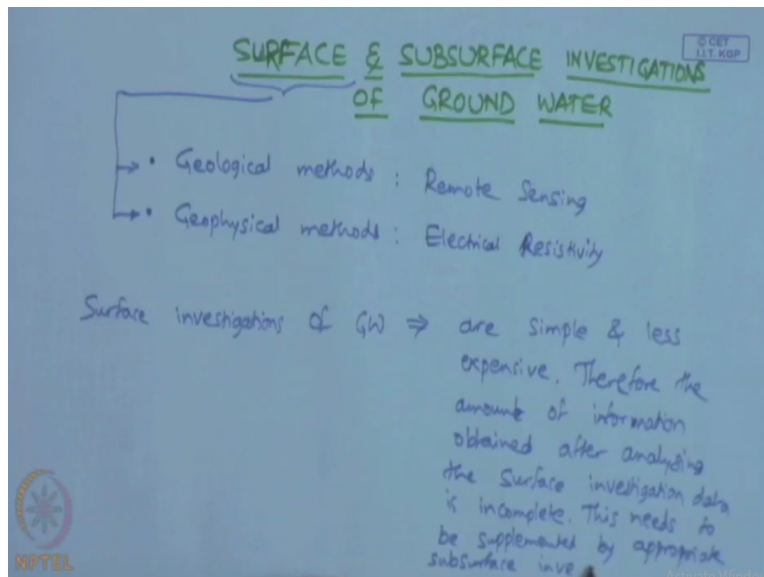 © CET
I.I.T. KGP
SURFACE & SUBSURFACE INVESTIGATIONS
OF GROUND WATER
• Geological methods : Remote Sensing
• Geophysical methods : Electrical Resistivity
Surface investigations of GW ⇒ are simple & less
expensive. Therefore the
amount of information
obtained after analysing
the surface investigation data
is incomplete. This needs to
be supplemented by appropriate
subsurface inve
NPTEL